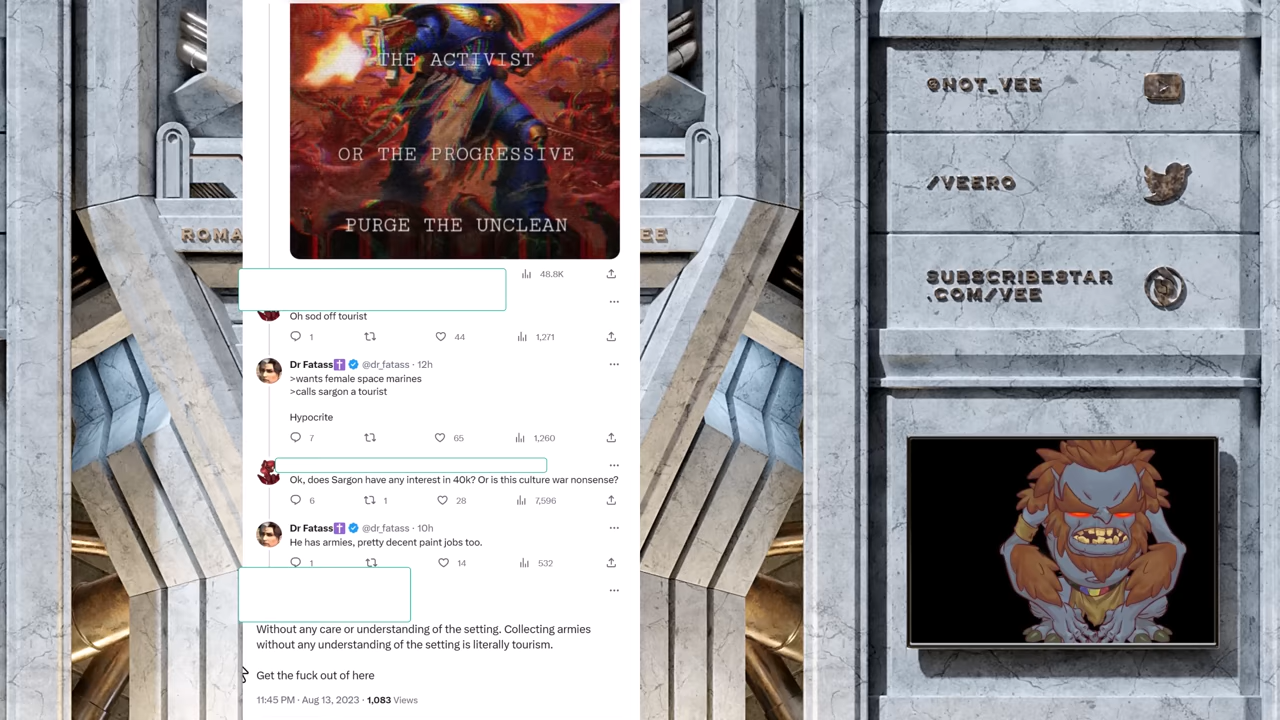 THE ACTIVIST
OR THE PROGRESSIVE
PURGE THE UNCLEAN
48.8K
Oh sod off tourist
1 44 1,271
Dr Fatass✝️ @dr_fatass · 12h
>wants female space marines
>calls sargon a tourist
Hypocrite
7 65 1,260
Ok, does Sargon have any interest in 40k? Or is this culture war nonsense?
6 1 28 7,596
Dr Fatass✝️ @dr_fatass · 10h
He has armies, pretty decent paint jobs too.
1 14 532
Without any care or understanding of the setting. Collecting armies
without any understanding of the setting is literally tourism.
Get the fuck out of here
11:45 PM · Aug 13, 2023 · 1,083 Views
ROMA
EE
@NOT_VEE
/VEERO
SUBSCRIBESTAR
.COM/VEE